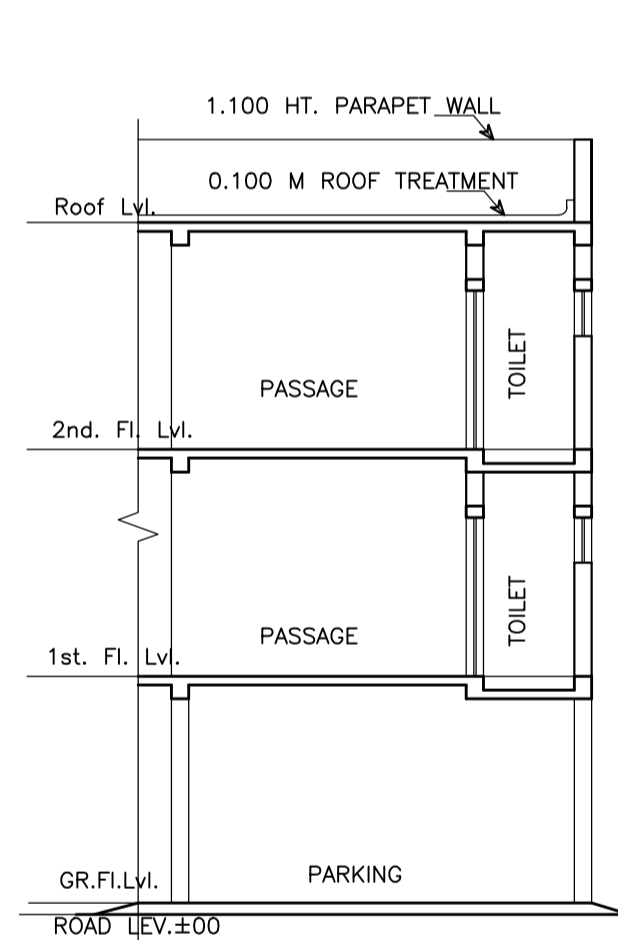 1.100 HT. PARAPET WALL
0.100 M ROOF TREATMENT
Roof Lvl.
PASSAGE
TOILET
2nd. Fl. Lvl.
PASSAGE
TOILET
1st. Fl. Lvl.
PARKING
GR.Fl.Lvl.
ROAD LEV.±00